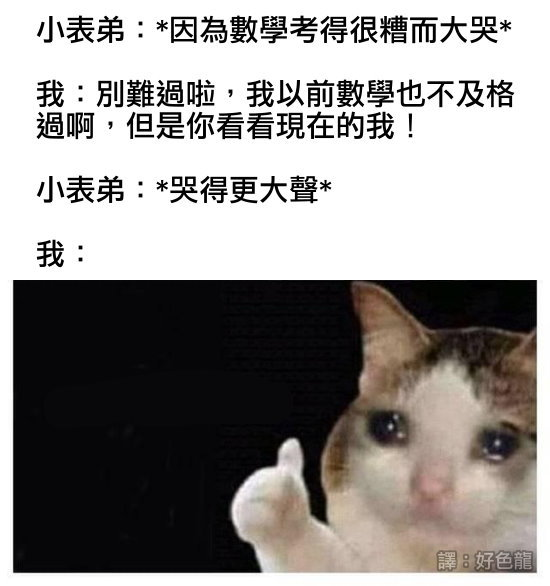 小表弟：*因為數學考得很糟而大哭*
我：別難過啦，我以前數學也不及格
過啊，但是你看看現在的我！
小表弟：*哭得更大聲*
我：
譯：好色龍